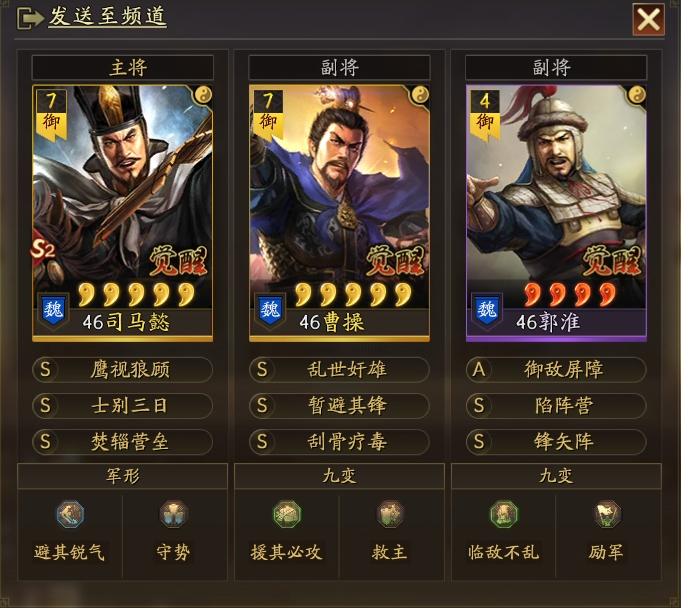 发送至频道
主将
7
御
S2
觉醒
魏
46司马懿
S 鹰视狼顾
S 士别三日
S 焚辎营垒
军形
避其锐气
守势
副将
7
御
觉醒
魏
46曹操
S 乱世奸雄
S 暂避其锋
S 刮骨疗毒
九变
援其必攻
救主
副将
4
御
觉醒
魏
46郭淮
A 御敌屏障
S 陷阵营
S 锋矢阵
九变
临敌不乱
励军